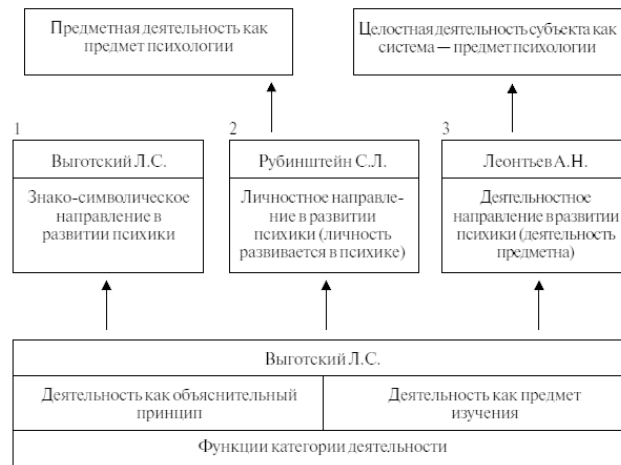 Предметная деятельность как
предмет психологии
Целостная деятельность субъекта как
система — предмет психологии
1
Выготский Л.С.
Знако-символическое
направление в
развитии психики
2
Рубинштейн С.Л.
Личностное направле-
ние в развитии
психики (личность
развивается в психике)
3
Леонтьев А.Н.
Деятельностное
направление в развитии
психики (деятельность
предметна)
Выготский Л.С.
Деятельность как объяснительный
принцип
Деятельность как предмет
изучения
Функции категории деятельности